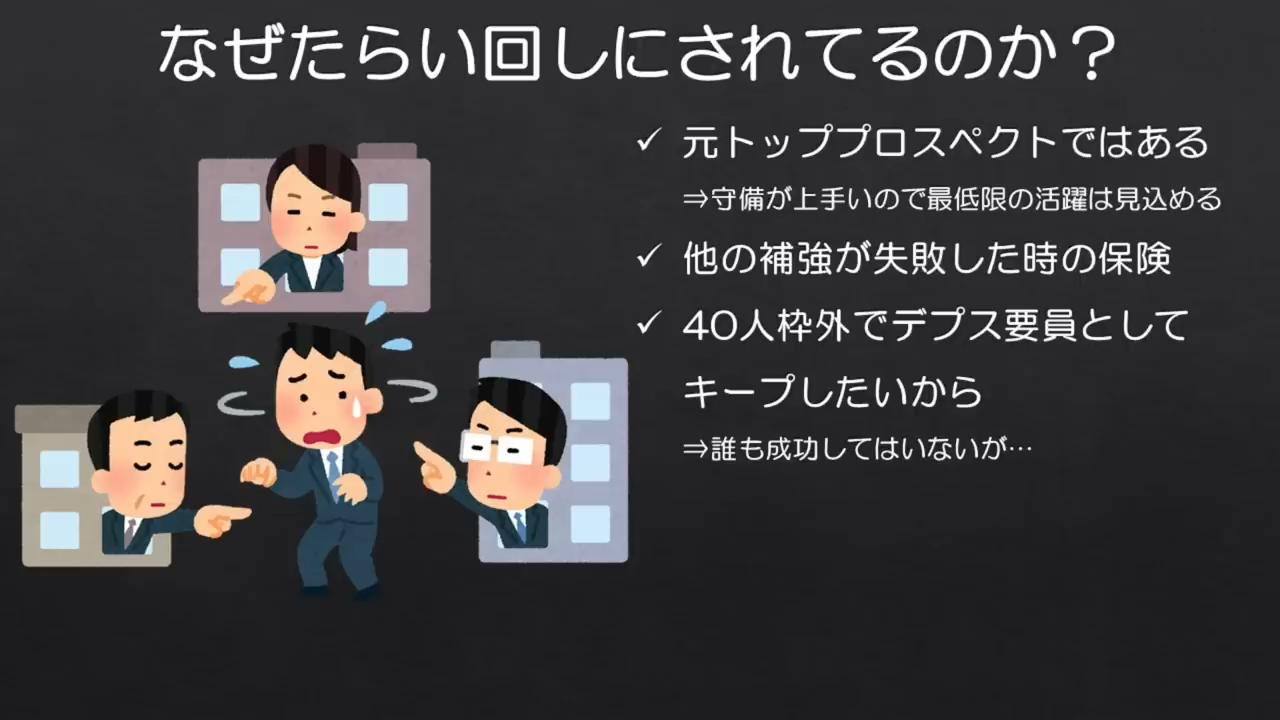 なぜたらい回しにされてるのか？
✓ 元トッププロスペクトではある
⇒守備が上手いので最低限の活躍は見込める
✓ 他の補強が失敗した時の保険
✓ 40人枠外でデプス要員として
キープしたいから
⇒誰も成功してはいないが…